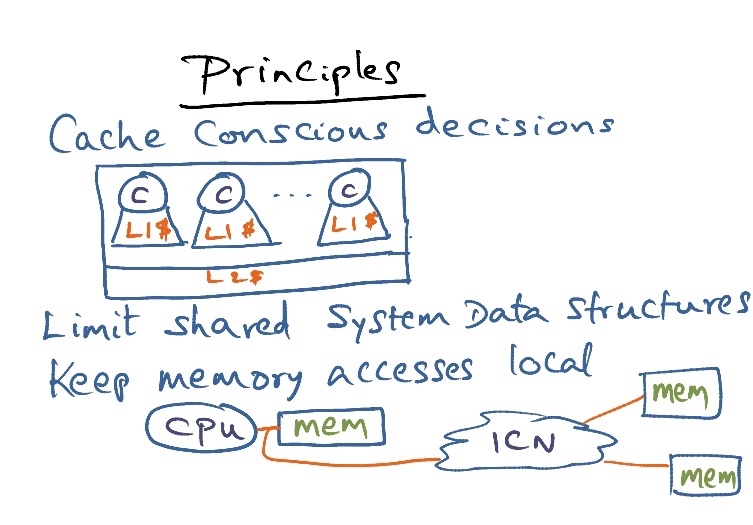 Principles
Cache Conscious decisions
C C ... C
L1$ L1$ L1$
L2$
Limit shared System Data structures
Keep memory accesses local
mem
CPU mem ICN
mem